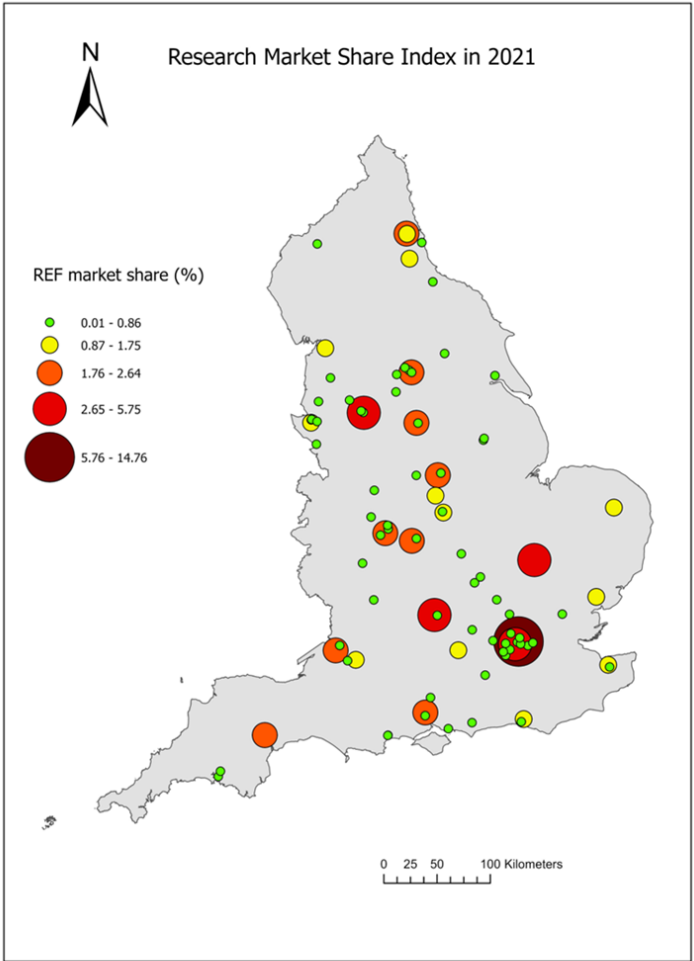 N
Research Market Share Index in 2021
REF market share (%)
0.01 - 0.86
0.87 - 1.75
1.76 - 2.64
2.65 - 5.75
5.76 - 14.76
0 25 50 100 Kilometers